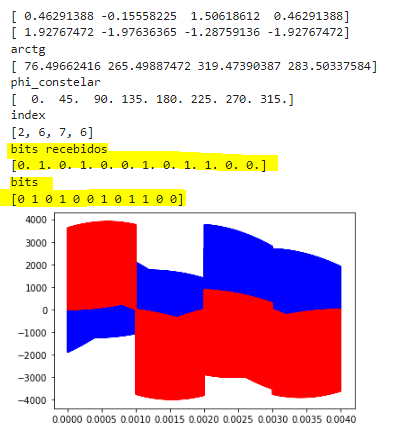 [ 0.46291388 -0.15558225 1.50618612 0.46291388]
[ 1.92767472 -1.97636365 -1.28759136 -1.92767472]
arctg
[ 76.49662416 265.49887472 319.47390387 283.50337584]
phi_constelar
[ 0. 45. 90. 135. 180. 225. 270. 315.]
index
[2, 6, 7, 6]
bits recebidos
[0. 1. 0. 1. 0. 0. 1. 0. 1. 1. 0. 0.]
bits
[0 1 0 1 0 0 1 0 1 1 0 0]
4000
3000
2000
1000
0
−1000
−2000
−3000
−4000
0.0000 0.0005 0.0010 0.0015 0.0020 0.0025 0.0030 0.0035 0.0040